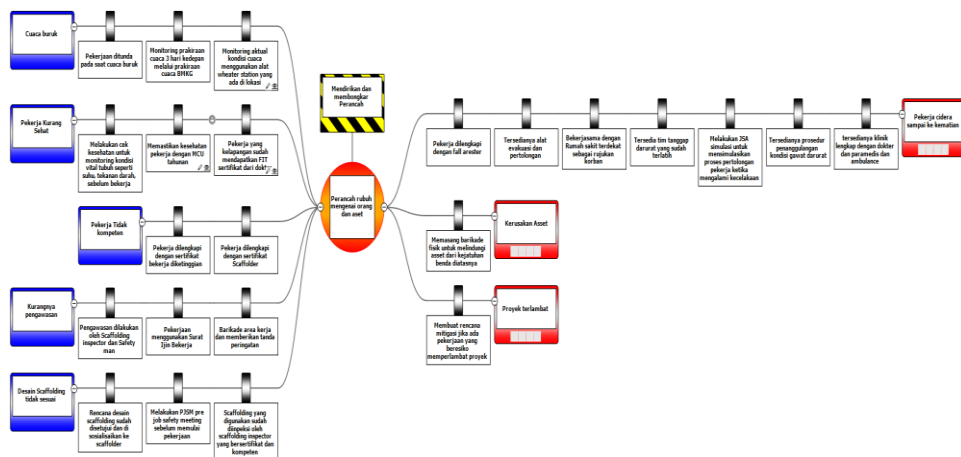 Cuaca buruk
Pekerjaan ditunda
pada saat cuaca buruk
Monitoring prakiraan
cuaca 3 hari kedepan
melalui prakiraan
cuaca BMKG
Monitoring aktual
kondisi cuaca
menggunakan alat
wheater station yang
ada di lokasi
Pekerja Kurang
Sehat
Melakukan cek
kesehatan untuk
monitoring kondisi
vital tubuh seperti
suhu, tekanan darah,
sebelum bekerja
Memastikan kesehatan
pekerja dengan MCU
tahunan
Pekerja yang
kelapangan sudah
mendapatkan FIT
sertifikat dari dokt
Pekerja Tidak
kompeten
Pekerja dilengkapi
dengan sertifikat
bekerja diketinggian
Pekerja dilengkapi
dengan sertifikat
Scaffolder
Kurangnya
pengawasan
Pengawasan dilakukan
oleh Scaffolding
inspector dan Safety
man
Pekerjaan
menggunakan Surat
Ijin Bekerja
Barikade area kerja
dan memberikan tanda
peringatan
Desain Scaffolding
tidak sesuai
Rencana desain
scaffolding sudah
disetujui dan di
sosialisaikan ke
scaffolder
Melakukan PJSM pre
job safety meeting
sebelum memulai
pekerjaan
Scaffolding yang
digunakan sudah
diinpeksi oleh
scaffolding inspector
yang bersertifikat dan
kompeten
Mendirikan dan
membongkar
Perancah
Perancah rubuh
mengenai orang
dan aset
Pekerja dilengkapi
dengan fall arestor
Tersedianya alat
evakuasi dan
pertolongan
Bekerjasama dengan
Rumah sakit terdekat
sebagai rujukan
korban
Tersedia tim tanggap
darurat yang sudah
terlatih
Melakukan JSA
simulasi untuk
mensimulasikan
proses pertolongan
pekerja ketika
mengalami kecelakaan
Tersedianya prosedur
penanggulangan
kondisi gawat darurat
tersedianya klinik
lengkap dengan dokter
dan paramedis dan
ambulance
Pekerja cidera
sampai ke kematian
Memasang barikade
fisik untuk melindungi
asset dari kejatuhan
benda diatasnya
Kerusakan Asset
Membuat rencana
mitigasi jika ada
pekerjaan yang
beresiko
memperlambat proyek
Proyek terlambat